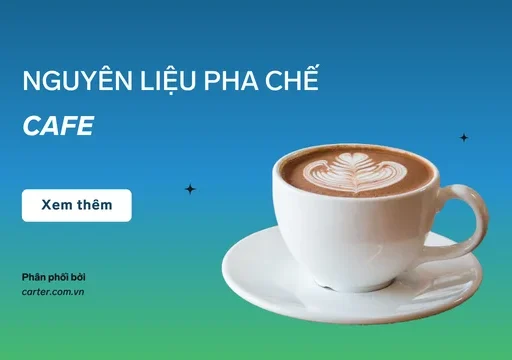 NGUYÊN LIỆU PHA CHẾ
CAFE
Xem thêm
Phân phối bởi
carter.com.vn